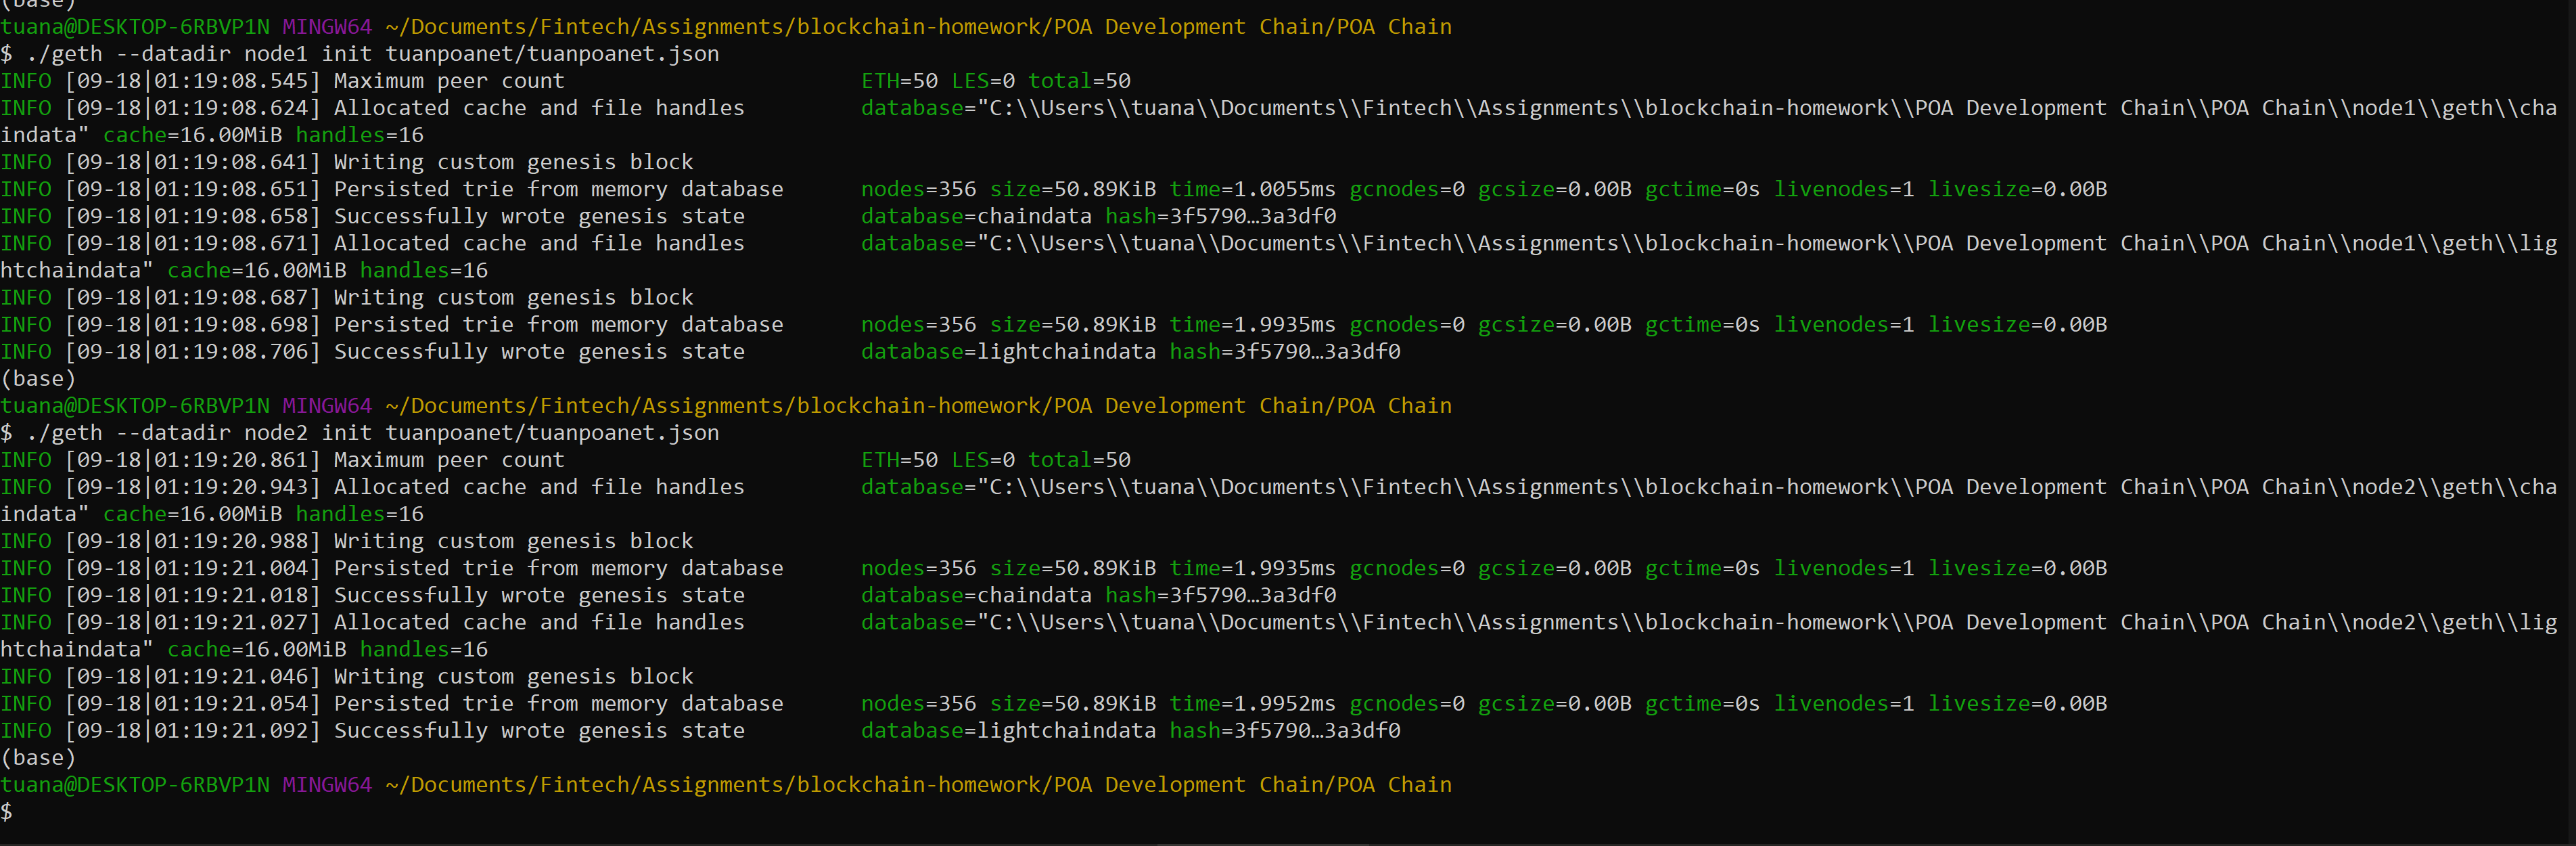 (base)
tuana@DESKTOP-6RBVP1N MINGW64 ~/Documents/Fintech/Assignments/blockchain-homework/POA Development Chain/POA Chain
$ ./geth --datadir node1 init tuanpoanet/tuanpoanet.json
INFO [09-18|01:19:08.545] Maximum peer count                       ETH=50 LES=0 total=50
INFO [09-18|01:19:08.624] Allocated cache and file handles         database="C:\\Users\\tuana\\Documents\\Fintech\\Assignments\\blockchain-homework\\POA Development Chain\\POA Chain\\node1\\geth\\cha
indata" cache=16.00MiB handles=16
INFO [09-18|01:19:08.641] Writing custom genesis block
INFO [09-18|01:19:08.651] Persisted trie from memory database      nodes=356 size=50.89KiB time=1.0055ms gcnodes=0 gcsize=0.00B gctime=0s livenodes=1 livesize=0.00B
INFO [09-18|01:19:08.658] Successfully wrote genesis state         database=chaindata hash=3f5790…3a3df0
INFO [09-18|01:19:08.671] Allocated cache and file handles         database="C:\\Users\\tuana\\Documents\\Fintech\\Assignments\\blockchain-homework\\POA Development Chain\\POA Chain\\node1\\geth\\lig
htchaindata" cache=16.00MiB handles=16
INFO [09-18|01:19:08.687] Writing custom genesis block
INFO [09-18|01:19:08.698] Persisted trie from memory database      nodes=356 size=50.89KiB time=1.9935ms gcnodes=0 gcsize=0.00B gctime=0s livenodes=1 livesize=0.00B
INFO [09-18|01:19:08.706] Successfully wrote genesis state         database=lightchaindata hash=3f5790…3a3df0
(base)
tuana@DESKTOP-6RBVP1N MINGW64 ~/Documents/Fintech/Assignments/blockchain-homework/POA Development Chain/POA Chain
$ ./geth --datadir node2 init tuanpoanet/tuanpoanet.json
INFO [09-18|01:19:20.861] Maximum peer count                       ETH=50 LES=0 total=50
INFO [09-18|01:19:20.943] Allocated cache and file handles         database="C:\\Users\\tuana\\Documents\\Fintech\\Assignments\\blockchain-homework\\POA Development Chain\\POA Chain\\node2\\geth\\cha
indata" cache=16.00MiB handles=16
INFO [09-18|01:19:20.988] Writing custom genesis block
INFO [09-18|01:19:21.004] Persisted trie from memory database      nodes=356 size=50.89KiB time=1.9935ms gcnodes=0 gcsize=0.00B gctime=0s livenodes=1 livesize=0.00B
INFO [09-18|01:19:21.018] Successfully wrote genesis state         database=chaindata hash=3f5790…3a3df0
INFO [09-18|01:19:21.027] Allocated cache and file handles         database="C:\\Users\\tuana\\Documents\\Fintech\\Assignments\\blockchain-homework\\POA Development Chain\\POA Chain\\node2\\geth\\lig
htchaindata" cache=16.00MiB handles=16
INFO [09-18|01:19:21.046] Writing custom genesis block
INFO [09-18|01:19:21.054] Persisted trie from memory database      nodes=356 size=50.89KiB time=1.9952ms gcnodes=0 gcsize=0.00B gctime=0s livenodes=1 livesize=0.00B
INFO [09-18|01:19:21.092] Successfully wrote genesis state         database=lightchaindata hash=3f5790…3a3df0
(base)
tuana@DESKTOP-6RBVP1N MINGW64 ~/Documents/Fintech/Assignments/blockchain-homework/POA Development Chain/POA Chain
$